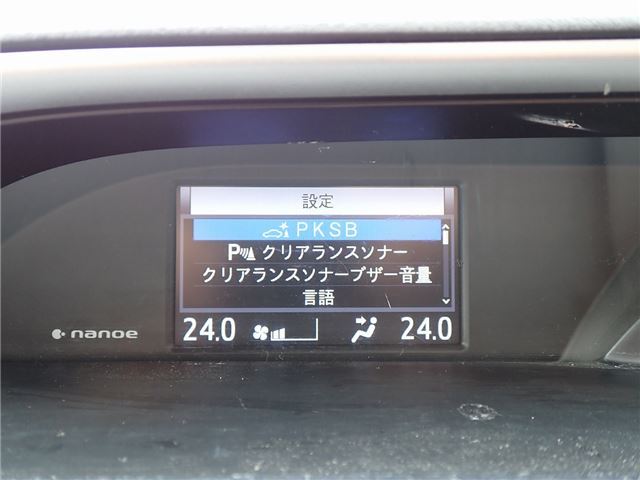 設定
PKSB
P クリアランスソナー
クリアランスソナーブザー音量
言語
nanoe
24.0 24.0